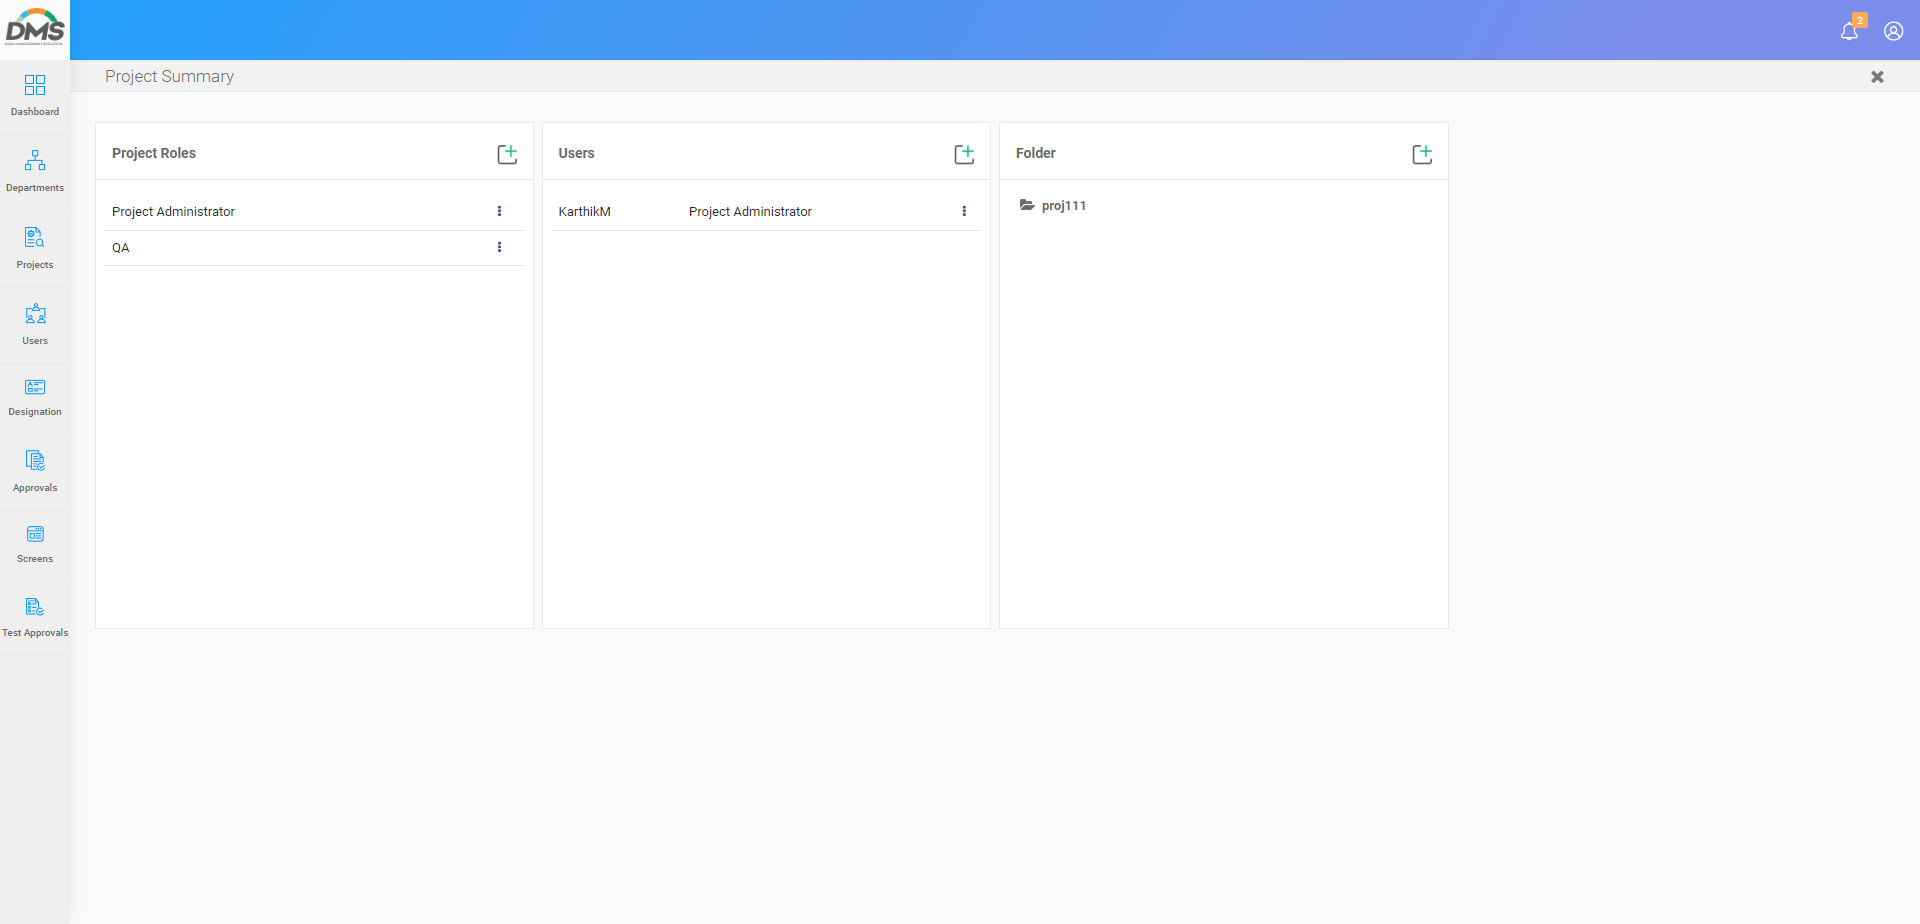 DMS
2
Project Summary
Dashboard
Departments
Projects
Users
Designation
Approvals
Screens
Test Approvals
Project Roles
Project Administrator
QA
Users
KarthikM Project Administrator
Folder
proj111